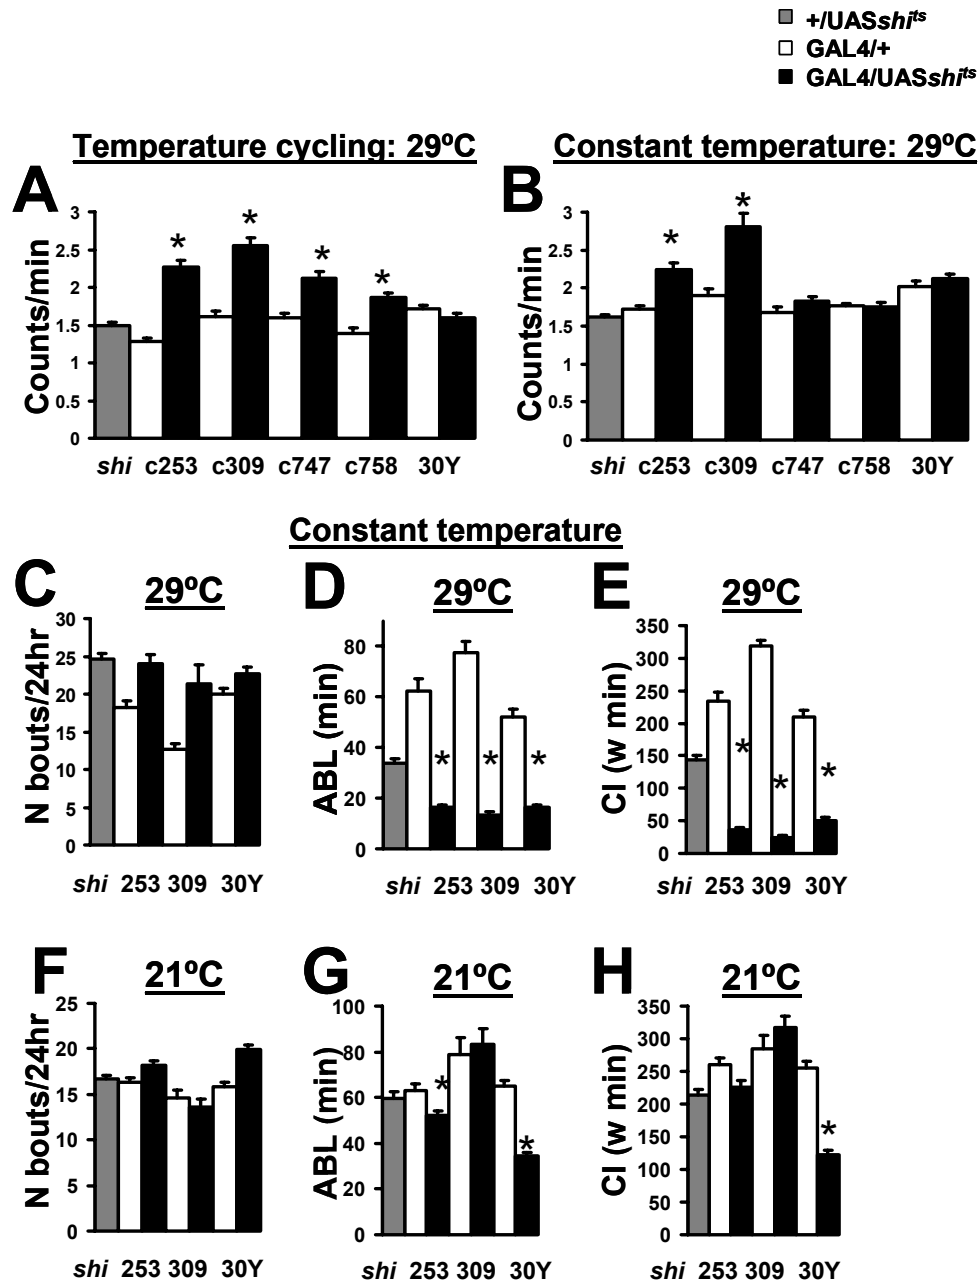 +/UASshiᵗˢ
GAL4/+
GAL4/UASshiᵗˢ
Temperature cycling: 29ºC
Constant temperature: 29ºC
A
B
Counts/min
3
2.5
2
1.5
1
0.5
0
* * * *
shi c253 c309 c747 c758 30Y
Counts/min
3
2.5
2
1.5
1
0.5
0
* *
shi c253 c309 c747 c758 30Y
Constant temperature
C
29ºC
N bouts/24hr
30
25
20
15
10
5
0
shi 253 309 30Y
D
29ºC
ABL (min)
80
60
40
20
0
* * *
shi 253 309 30Y
E
29ºC
CI (w min)
350
300
250
200
150
100
50
0
* * *
shi 253 309 30Y
F
21ºC
N bouts/24hr
25
20
15
10
5
0
shi 253 309 30Y
G
21ºC
ABL (min)
100
80
60
40
20
0
* *
shi 253 309 30Y
H
21ºC
CI (w min)
350
300
250
200
150
100
50
0
*
shi 253 309 30Y